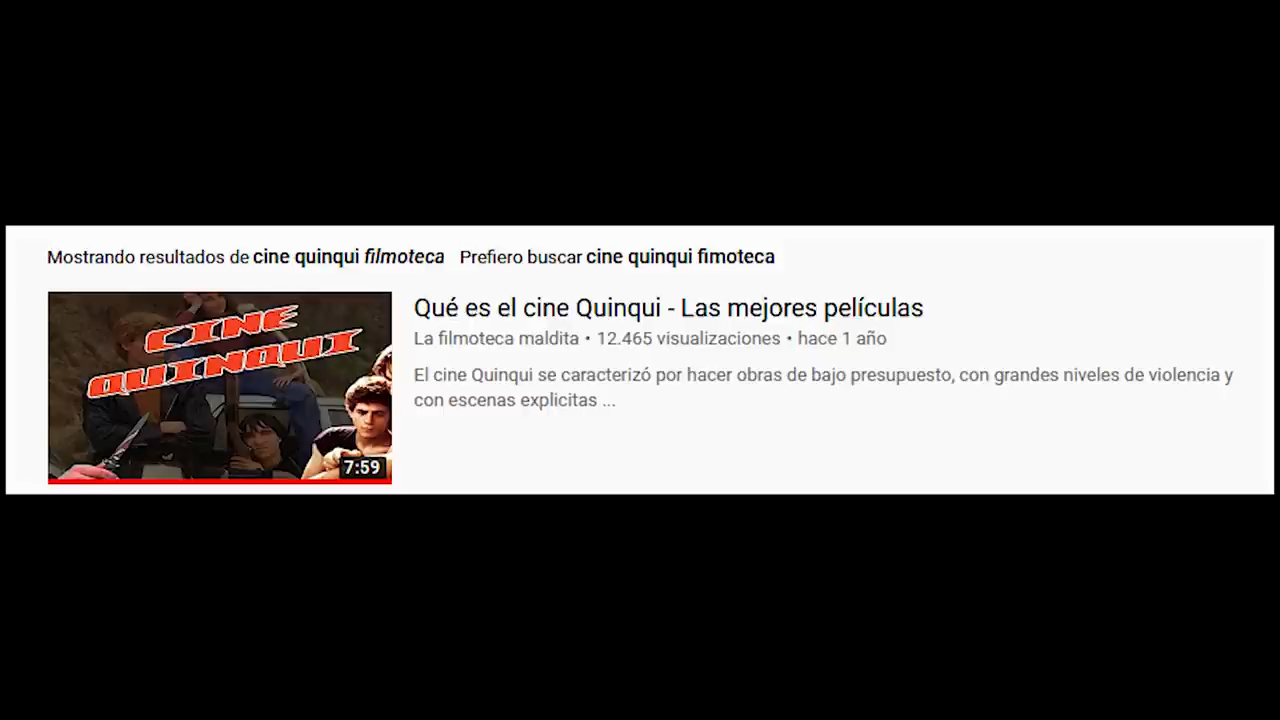 Mostrando resultados de cine quinqui filmoteca Prefiero buscar cine quinqui fimoteca
CINE
QUINQUI
7:59
Qué es el cine Quinqui - Las mejores películas
La filmoteca maldita • 12.465 visualizaciones • hace 1 año
El cine Quinqui se caracterizó por hacer obras de bajo presupuesto, con grandes niveles de violencia y
con escenas explicitas ...